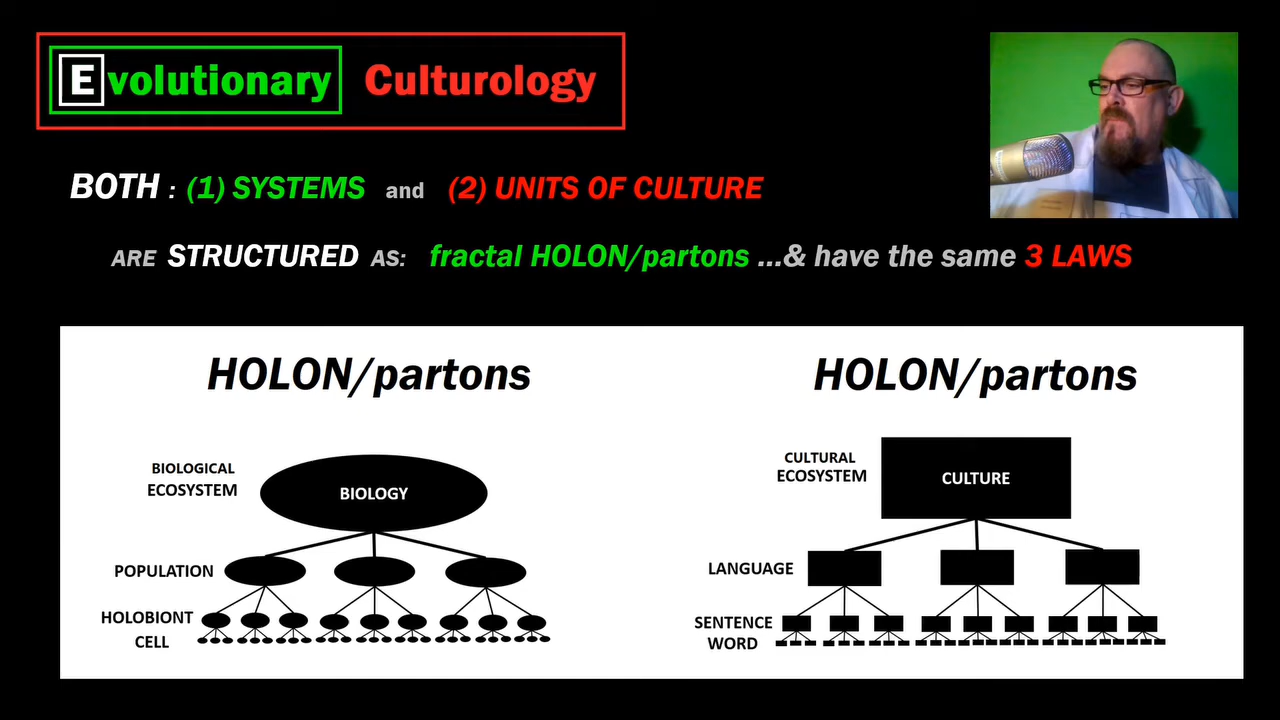 Evolutionary Culturology
BOTH : (1) SYSTEMS and (2) UNITS OF CULTURE
ARE STRUCTURED AS: fractal HOLON/partons ...& have the same 3 LAWS
HOLON/partons
BIOLOGICAL
ECOSYSTEM
BIOLOGY
POPULATION
HOLOBIONT
CELL
HOLON/partons
CULTURAL
ECOSYSTEM
CULTURE
LANGUAGE
SENTENCE
WORD